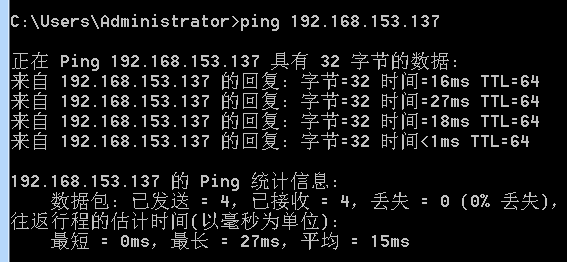 C:\Users\Administrator>ping 192.168.153.137
正在 Ping 192.168.153.137 具有 32 字节的数据:
来自 192.168.153.137 的回复: 字节=32 时间=16ms TTL=64
来自 192.168.153.137 的回复: 字节=32 时间=27ms TTL=64
来自 192.168.153.137 的回复: 字节=32 时间=18ms TTL=64
来自 192.168.153.137 的回复: 字节=32 时间<1ms TTL=64
192.168.153.137 的 Ping 统计信息:
数据包: 已发送 = 4，已接收 = 4，丢失 = 0 (0% 丢失)，
往返行程的估计时间(以毫秒为单位):
最短 = 0ms，最长 = 27ms，平均 = 15ms